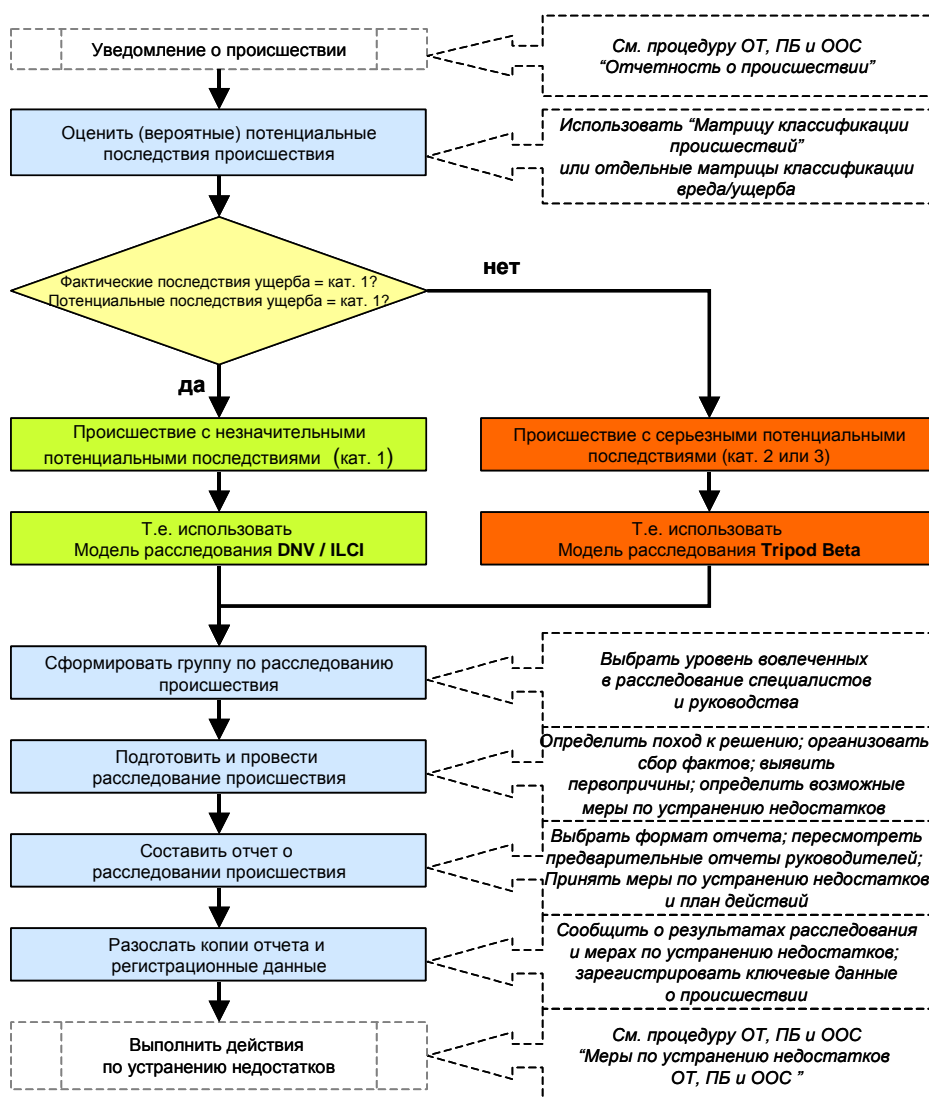 Уведомление о происшествии
См. процедуру ОТ, ПБ и ООС
“Отчетность о происшествии”
Оценить (вероятные) потенциальные
последствия происшествия
Использовать “Матрицу классификации
происшествий”
или отдельные матрицы классификации
вреда/ущерба
Фактические последствия ущерба = кат. 1?
Потенциальные последствия ущерба = кат. 1?
нет
да
Происшествие с незначительными
потенциальными последствиями (кат. 1)
Происшествие с серьезными потенциальными
последствиями (кат. 2 или 3)
Т.е. использовать
Модель расследования DNV / ILCI
Т.е. использовать
Модель расследования Tripod Beta
Сформировать группу по расследованию
происшествия
Выбрать уровень вовлеченных
в расследование специалистов
и руководства
Подготовить и провести
расследование происшествия
Определить поход к решению; организовать
сбор фактов; выявить
первопричины; определить возможные
меры по устранению недостатков
Составить отчет о
расследовании происшествия
Выбрать формат отчета; пересмотреть
предварительные отчеты руководителей;
Принять меры по устранению недостатков
и план действий
Разослать копии отчета и
регистрационные данные
Сообщить о результатах расследования
и мерах по устранению недостатков;
зарегистрировать ключевые данные
о происшествии
Выполнить действия
по устранению недостатков
См. процедуру ОТ, ПБ и ООС
“Меры по устранению недостатков
ОТ, ПБ и ООС ”